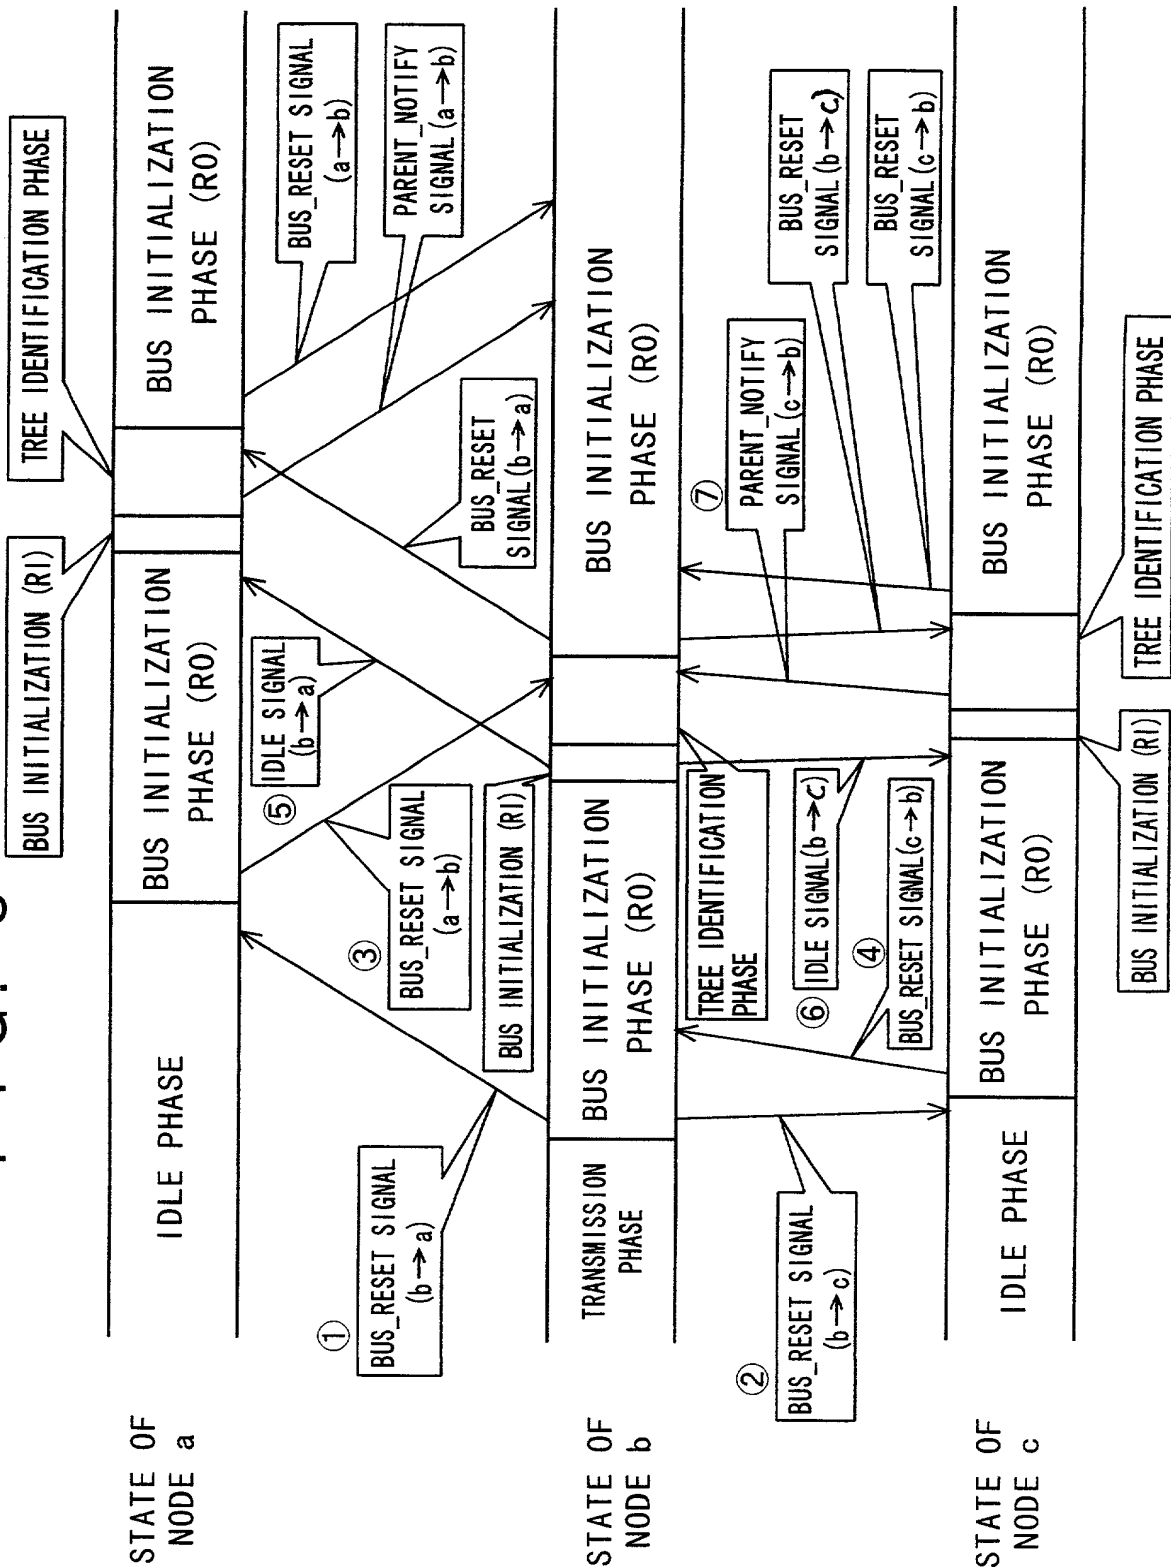 TREE IDENTIFICATION PHASE
BUS INITIALIZATION (RI)
STATE OF
NODE a
IDLE PHASE
BUS INITIALIZATION
PHASE (RO)
BUS INITIALIZATION
PHASE (RO)
①
BUS_RESET SIGNAL
(b→a)
③
BUS_RESET SIGNAL
(a→b)
⑤
IDLE SIGNAL
(b→a)
BUS_RESET
SIGNAL(b→a)
BUS_RESET SIGNAL
(a→b)
PARENT_NOTIFY
SIGNAL(a→b)
BUS INITIALIZATION (RI)
STATE OF
NODE b
TRANSMISSION
PHASE
BUS INITIALIZATION
PHASE (RO)
BUS INITIALIZATION
PHASE (RO)
TREE IDENTIFICATION
PHASE
②
BUS_RESET SIGNAL
(b→c)
⑥
IDLE SIGNAL(b→c)
④
BUS_RESET SIGNAL(c→b)
⑦
PARENT_NOTIFY
SIGNAL(c→b)
BUS_RESET
SIGNAL(b→c)
BUS_RESET
SIGNAL(c→b)
STATE OF
NODE c
IDLE PHASE
BUS INITIALIZATION
PHASE (RO)
BUS INITIALIZATION
PHASE (RO)
BUS INITIALIZATION (RI)
TREE IDENTIFICATION PHASE